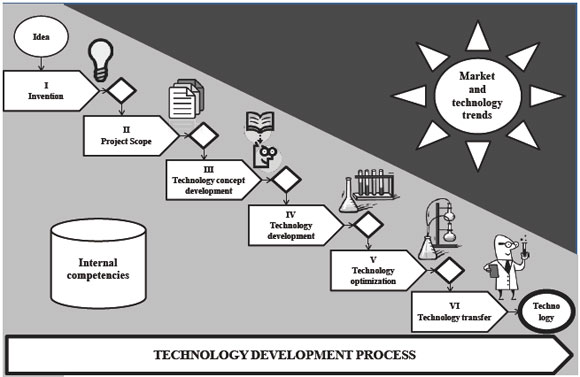 Idea
I
Invention
II
Project Scope
III
Technology concept
development
IV
Technology
development
V
Technology
optimization
VI
Technology transfer
Techno
logy
Market
and
technology
trends
Internal
competencies
TECHNOLOGY DEVELOPMENT PROCESS